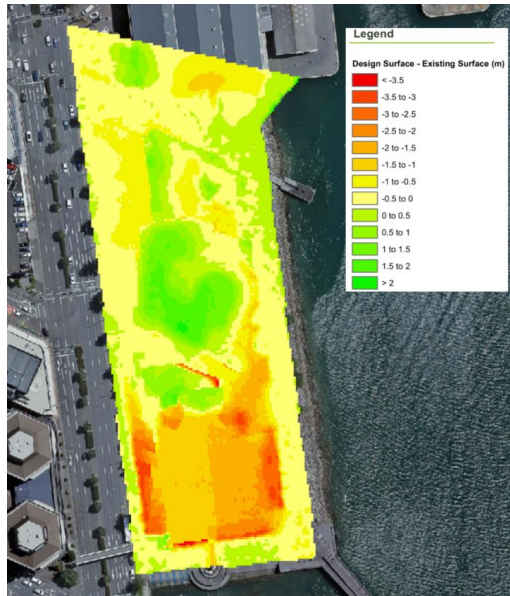 Legend
Design Surface - Existing Surface (m)
< -3.5
-3.5 to -3
-3 to -2.5
-2.5 to -2
-2 to -1.5
-1.5 to -1
-1 to -0.5
-0.5 to 0
0 to 0.5
0.5 to 1
1 to 1.5
1.5 to 2
> 2